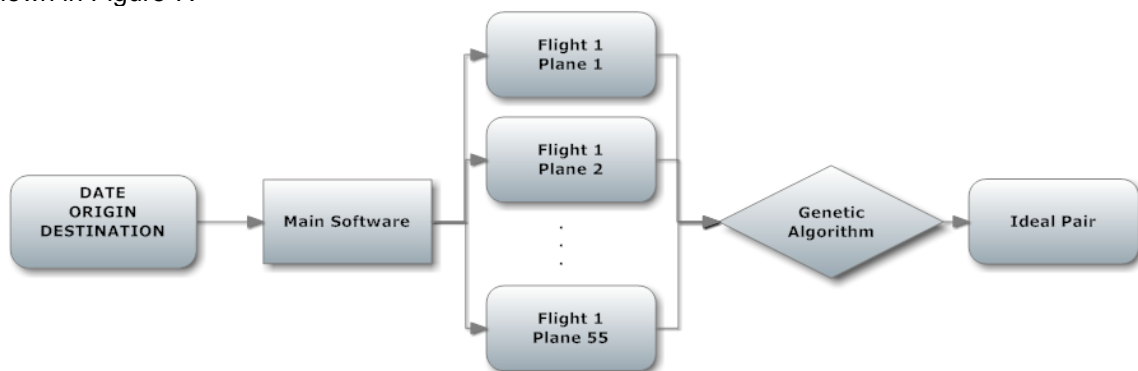 DATE
ORIGIN
DESTINATION
Main Software
Flight 1
Plane 1
Flight 1
Plane 2
.
.
.
Flight 1
Plane 55
Genetic
Algorithm
Ideal Pair